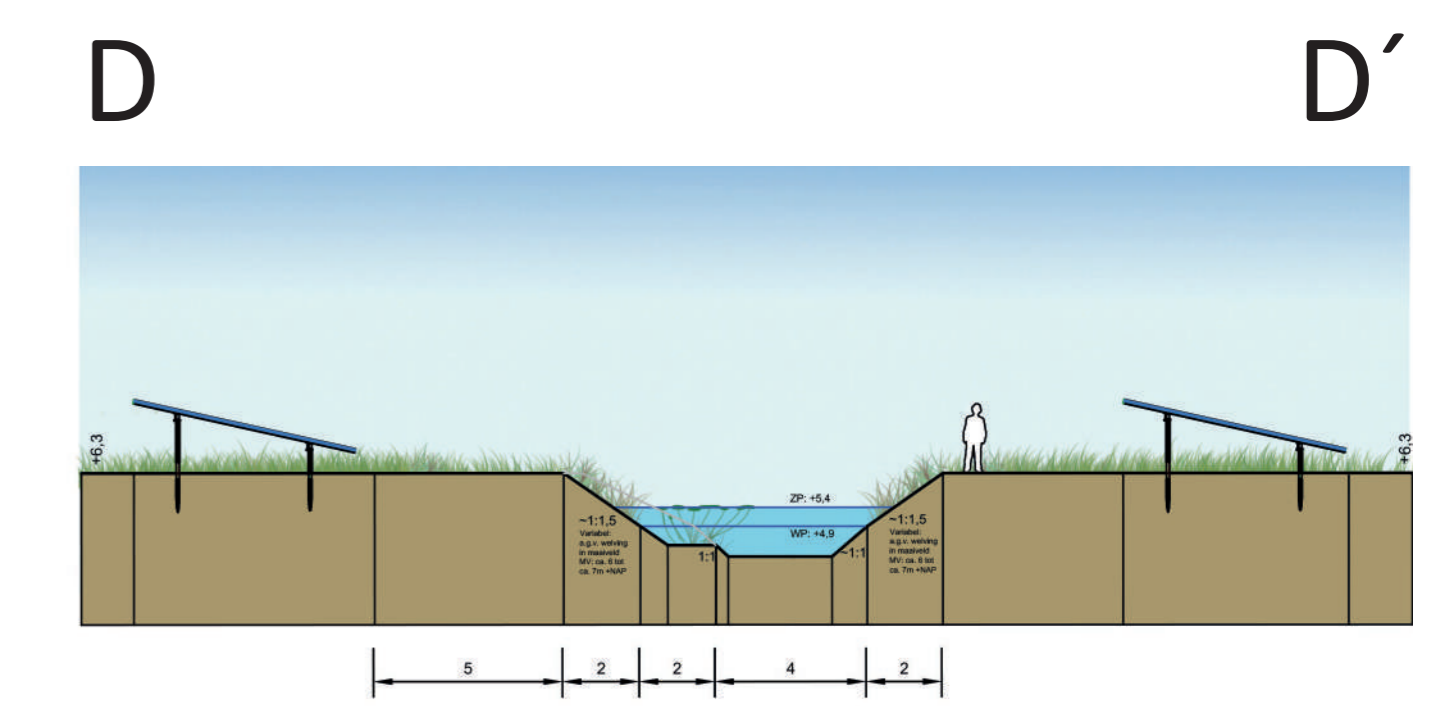 D
D´
+6,3
+6,3
ZP: +5,4
WP: +4,9
~1:1,5
Variabel:
a.g.v. welving
in maaiveld
MV: ca. 6 tot
ca. 7m +NAP
1:1
~1:1
~1:1,5
Variabel:
a.g.v. welving
in maaiveld
MV: ca. 6 tot
ca. 7m +NAP
5
2
2
4
2